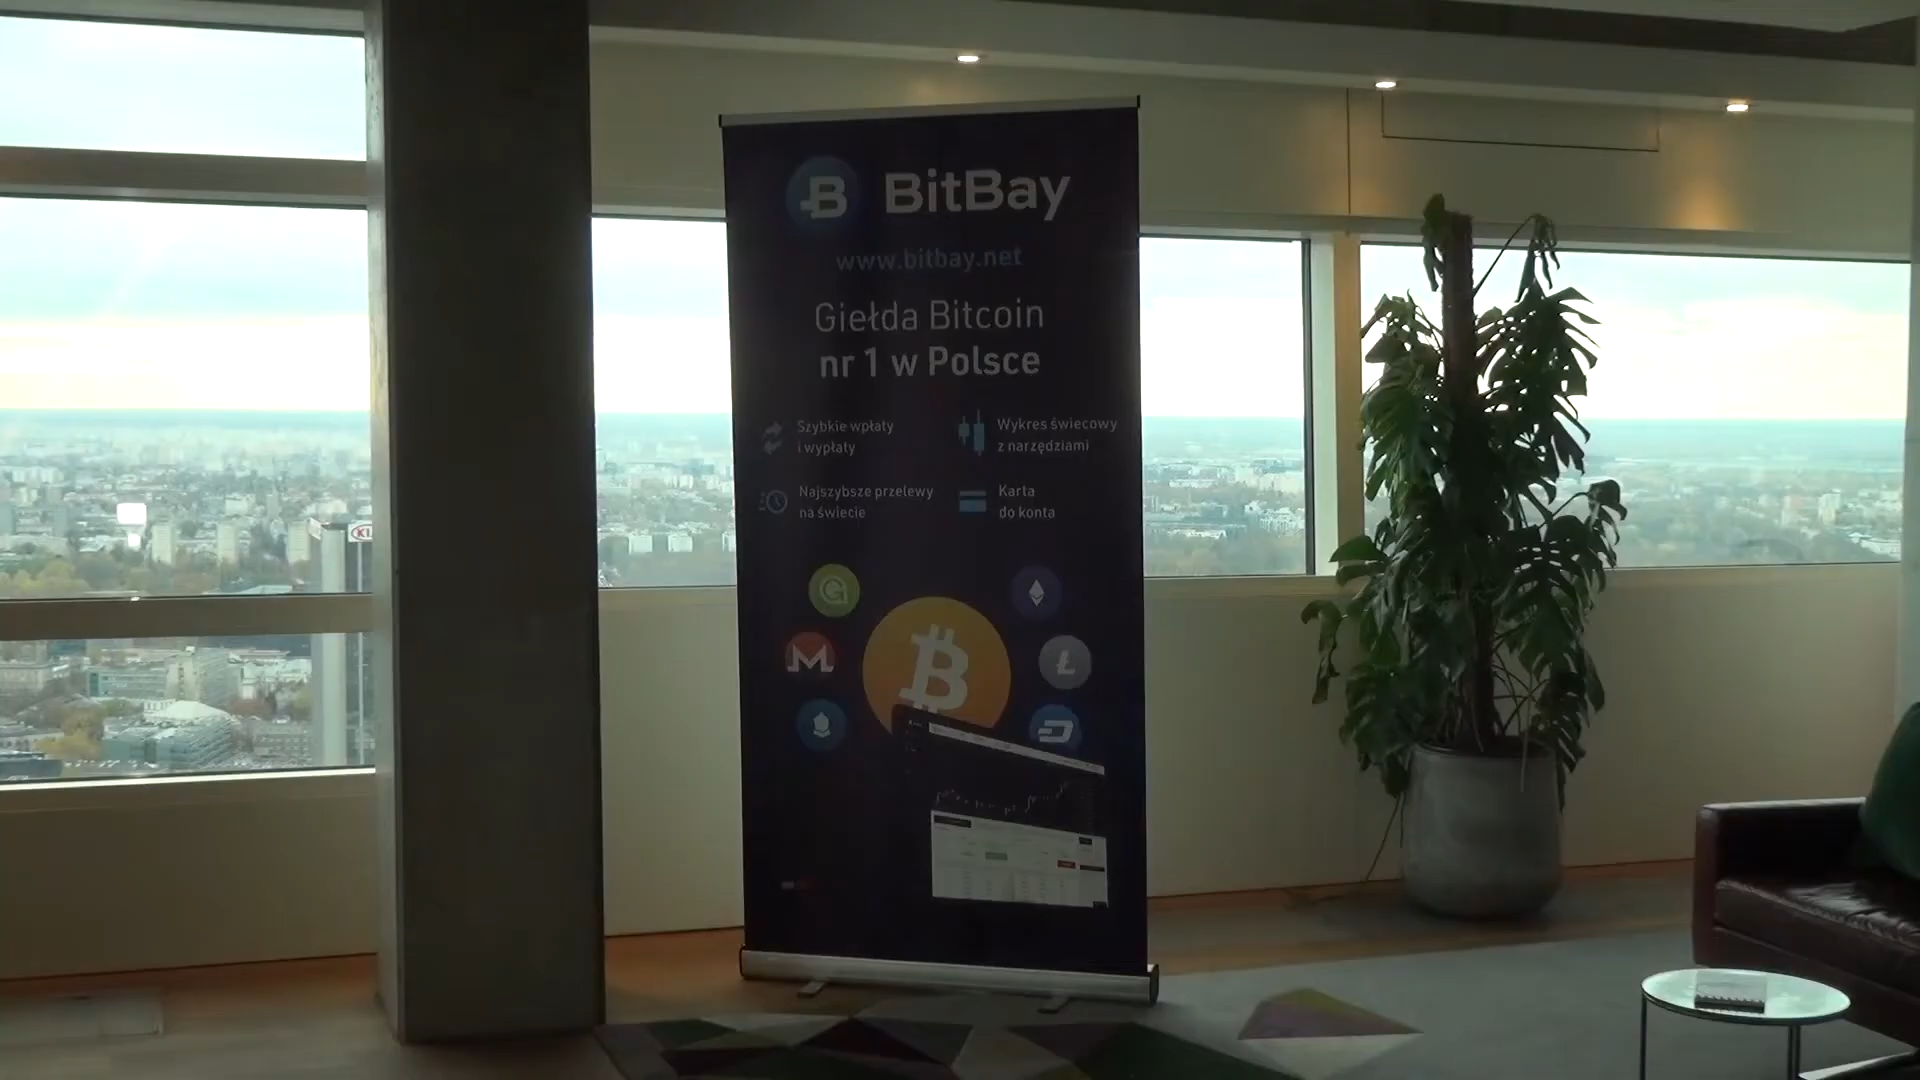 BitBay
www.bitbay.net
Giełda Bitcoin
nr 1 w Polsce
Szybkie wpłaty
i wypłaty
Wykres świecowy
z narzędziami
Najszybsze przelewy
na świecie
Karta
do konta